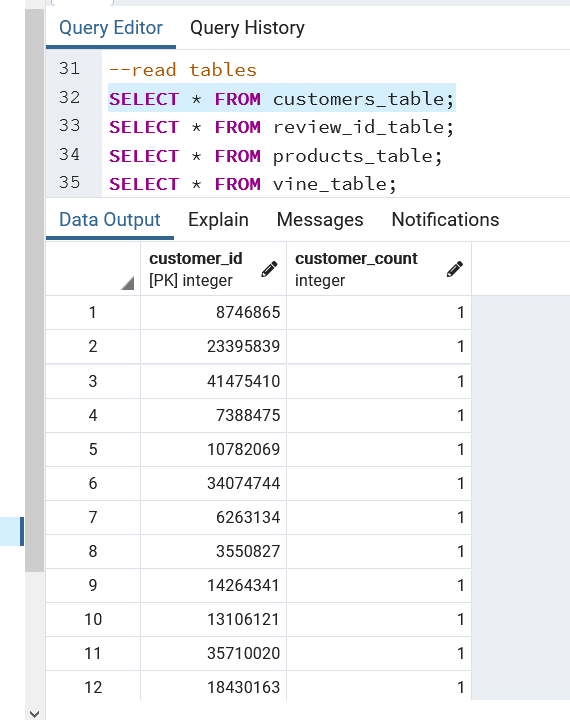 Query Editor Query History
31 --read tables
32 SELECT * FROM customers_table;
33 SELECT * FROM review_id_table;
34 SELECT * FROM products_table;
35 SELECT * FROM vine_table;
Data Output Explain Messages Notifications
customer_id customer_count
[PK] integer integer
1 8746865 1
2 23395839 1
3 41475410 1
4 7388475 1
5 10782069 1
6 34074744 1
7 6263134 1
8 3550827 1
9 14264341 1
10 13106121 1
11 35710020 1
12 18430163 1